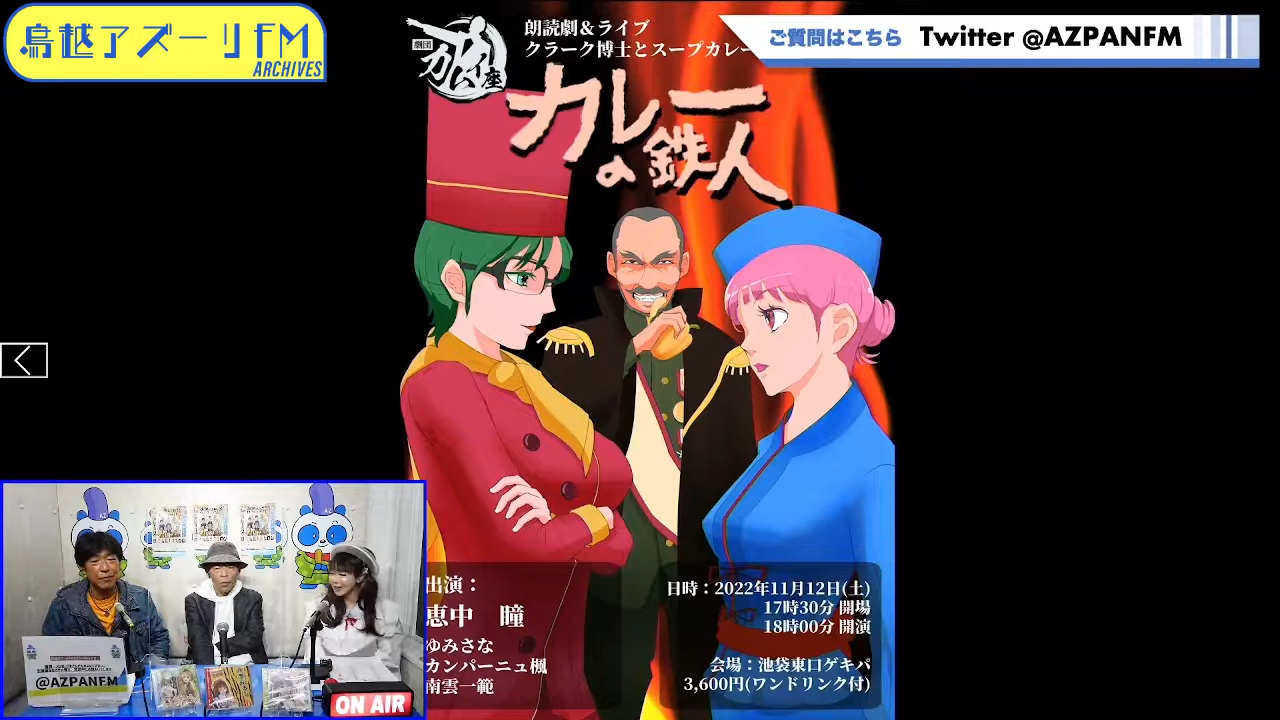 鳥越アズーリFM
ARCHIVES
劇団
カムイ座
朗読劇＆ライブ
クラーク博士とスープカレー
カレーの鉄人
ご質問はこちら Twitter @AZPANFM
出演：
恵中 瞳
ゆみさな
カンパーニュ楓
南雲一範
日時：2022年11月12日(土)
17時30分 開場
18時00分 開演
会場：池袋東口ゲキパ
3,600円(ワンドリンク付)
@AZPANFM
ON AIR